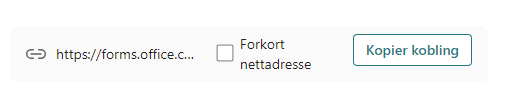 https://forms.office.c...
Forkort
nettadresse
Kopier kobling